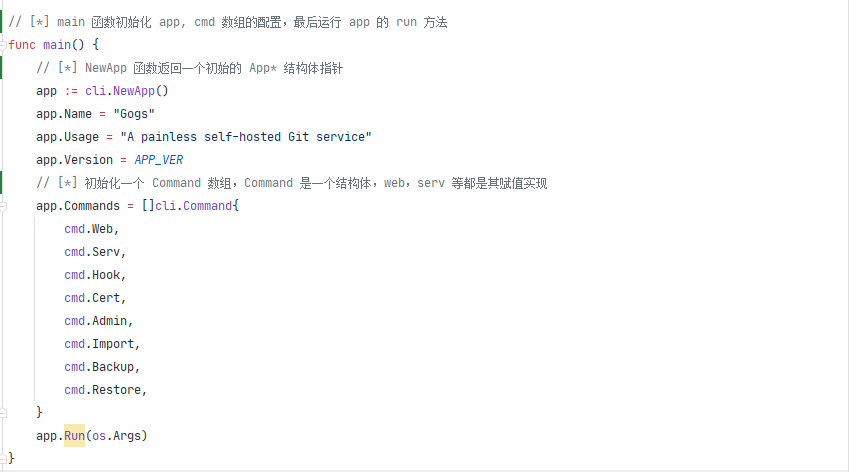 // [*] main 函数初始化 app, cmd 数组的配置，最后运行 app 的 run 方法
func main() {
    // [*] NewApp 函数返回一个初始的 App* 结构体指针
    app := cli.NewApp()
    app.Name = "Gogs"
    app.Usage = "A painless self-hosted Git service"
    app.Version = APP_VER
    // [*] 初始化一个 Command 数组，Command 是一个结构体，web，serv 等都是其赋值实现
    app.Commands = []cli.Command{
        cmd.Web,
        cmd.Serv,
        cmd.Hook,
        cmd.Cert,
        cmd.Admin,
        cmd.Import,
        cmd.Backup,
        cmd.Restore,
    }
    app.Run(os.Args)
}